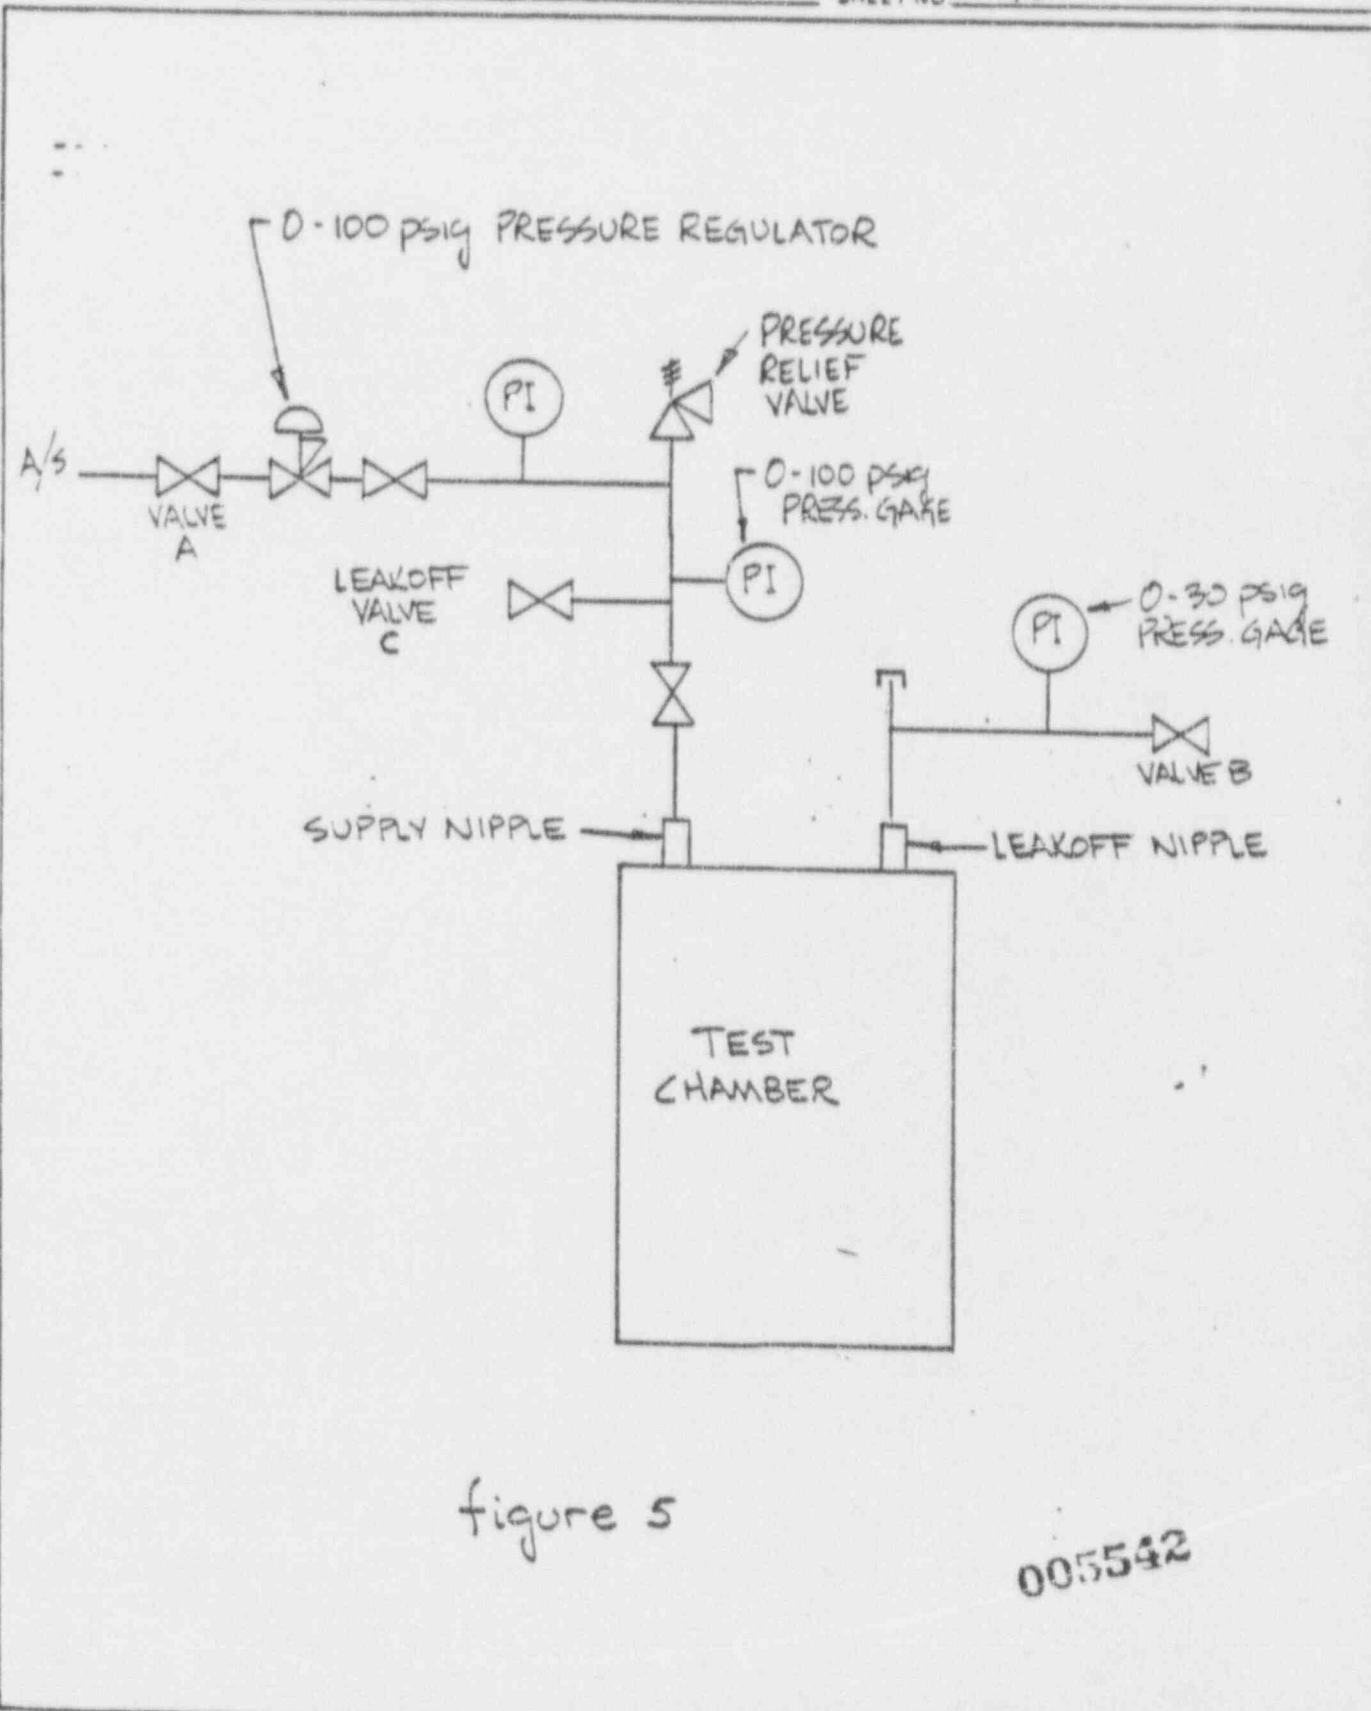 0-100 psig PRESSURE REGULATOR
PRESSURE
RELIEF
VALVE
PI
A/S
VALVE
A
0-100 psig
PRESS. GAGE
PI
LEAKOFF
VALVE
C
0-30 psig
PRESS. GAGE
PI
VALVE B
SUPPLY NIPPLE
LEAKOFF NIPPLE
TEST
CHAMBER
figure 5
005542